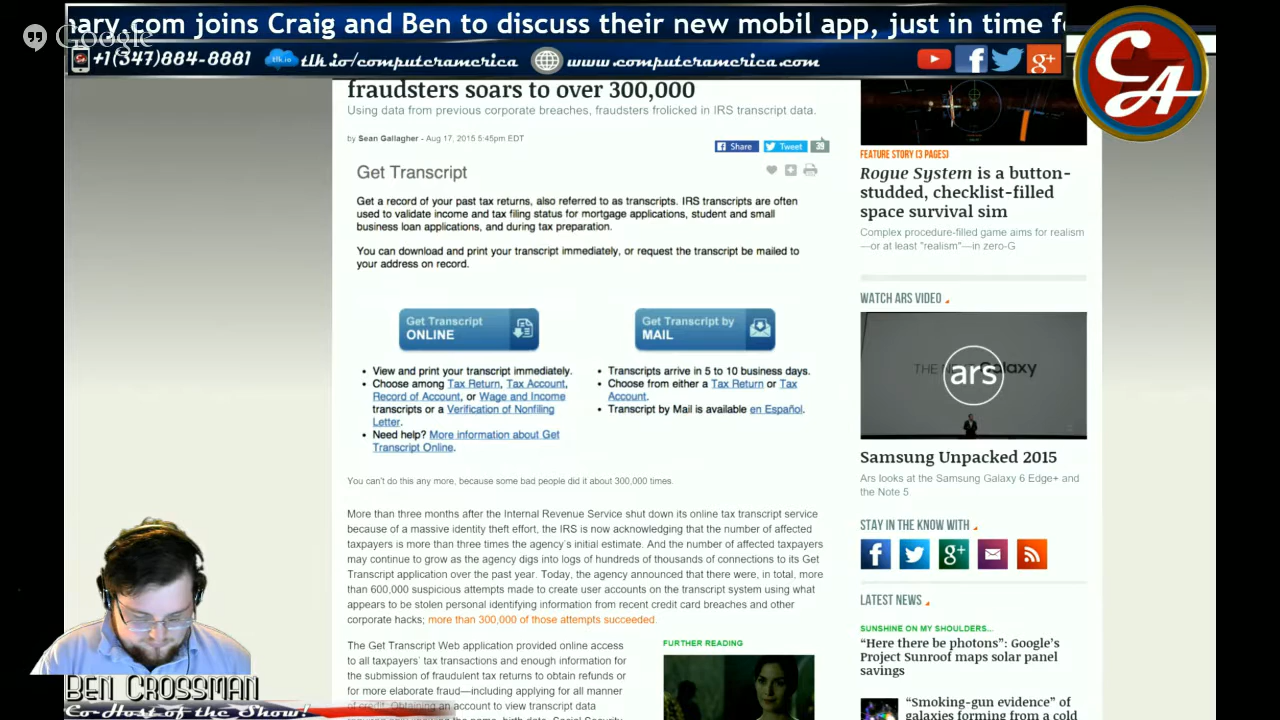 nary.com joins Craig and Ben to discuss their new mobil app, just in time fo
Google
+1(347)884-8881 tlk.io/computeramerica www.computeramerica.com
CA
fraudsters soars to over 300,000
Using data from previous corporate breaches, fraudsters frolicked in IRS transcript data.
by Sean Gallagher - Aug 17, 2015 5:45pm EDT
Share Tweet 39
Get Transcript
Get a record of your past tax returns, also referred to as transcripts. IRS transcripts are often
used to validate income and tax filing status for mortgage applications, student and small
business loan applications, and during tax preparation.
You can download and print your transcript immediately, or request the transcript be mailed to
your address on record.
Get Transcript
ONLINE
Get Transcript by
MAIL
• View and print your transcript immediately.
• Choose among Tax Return, Tax Account,
Record of Account, or Wage and Income
transcripts or a Verification of Nonfiling
Letter.
• Need help? More information about Get
Transcript Online.
• Transcripts arrive in 5 to 10 business days.
• Choose from either a Tax Return or Tax
Account.
• Transcript by Mail is available en Español.
You can't do this any more, because some bad people did it about 300,000 times.
More than three months after the Internal Revenue Service shut down its online tax transcript service
because of a massive identity theft effort, the IRS is now acknowledging that the number of affected
taxpayers is more than three times the agency's initial estimate. And the number of affected taxpayers
may continue to grow as the agency digs into logs of hundreds of thousands of connections to its Get
Transcript application over the past year. Today, the agency announced that there were, in total, more
than 600,000 suspicious attempts made to create user accounts on the transcript system using what
appears to be stolen personal identifying information from recent credit card breaches and other
corporate hacks; more than 300,000 of those attempts succeeded.
The Get Transcript Web application provided online access
to all taxpayers' tax transactions and enough information for
the submission of fraudulent tax returns to obtain refunds or
for more elaborate fraud—including applying for all manner
of credit. Obtaining an account to view transcript data
FURTHER READING
FEATURE STORY (3 PAGES)
Rogue System is a button-
studded, checklist-filled
space survival sim
Complex procedure-filled game aims for realism
—or at least "realism"—in zero-G
WATCH ARS VIDEO
THE NEW Galaxy
ars
Samsung Unpacked 2015
Ars looks at the Samsung Galaxy 6 Edge+ and
the Note 5
STAY IN THE KNOW WITH
LATEST NEWS
SUNSHINE ON MY SHOULDERS...
“Here there be photons”: Google’s
Project Sunroof maps solar panel
savings
“Smoking-gun evidence” of
galaxies forming from a cold
BEN CROSSMAN
Co-Host of the Show!!